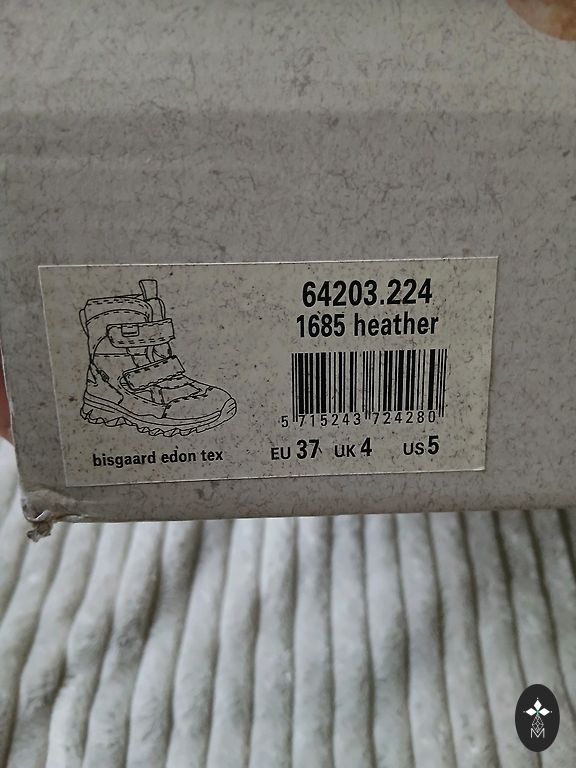 64203.224
1685 heather
5 715243 724280
bisgaard edon tex
EU 37 UK 4 US 5
M